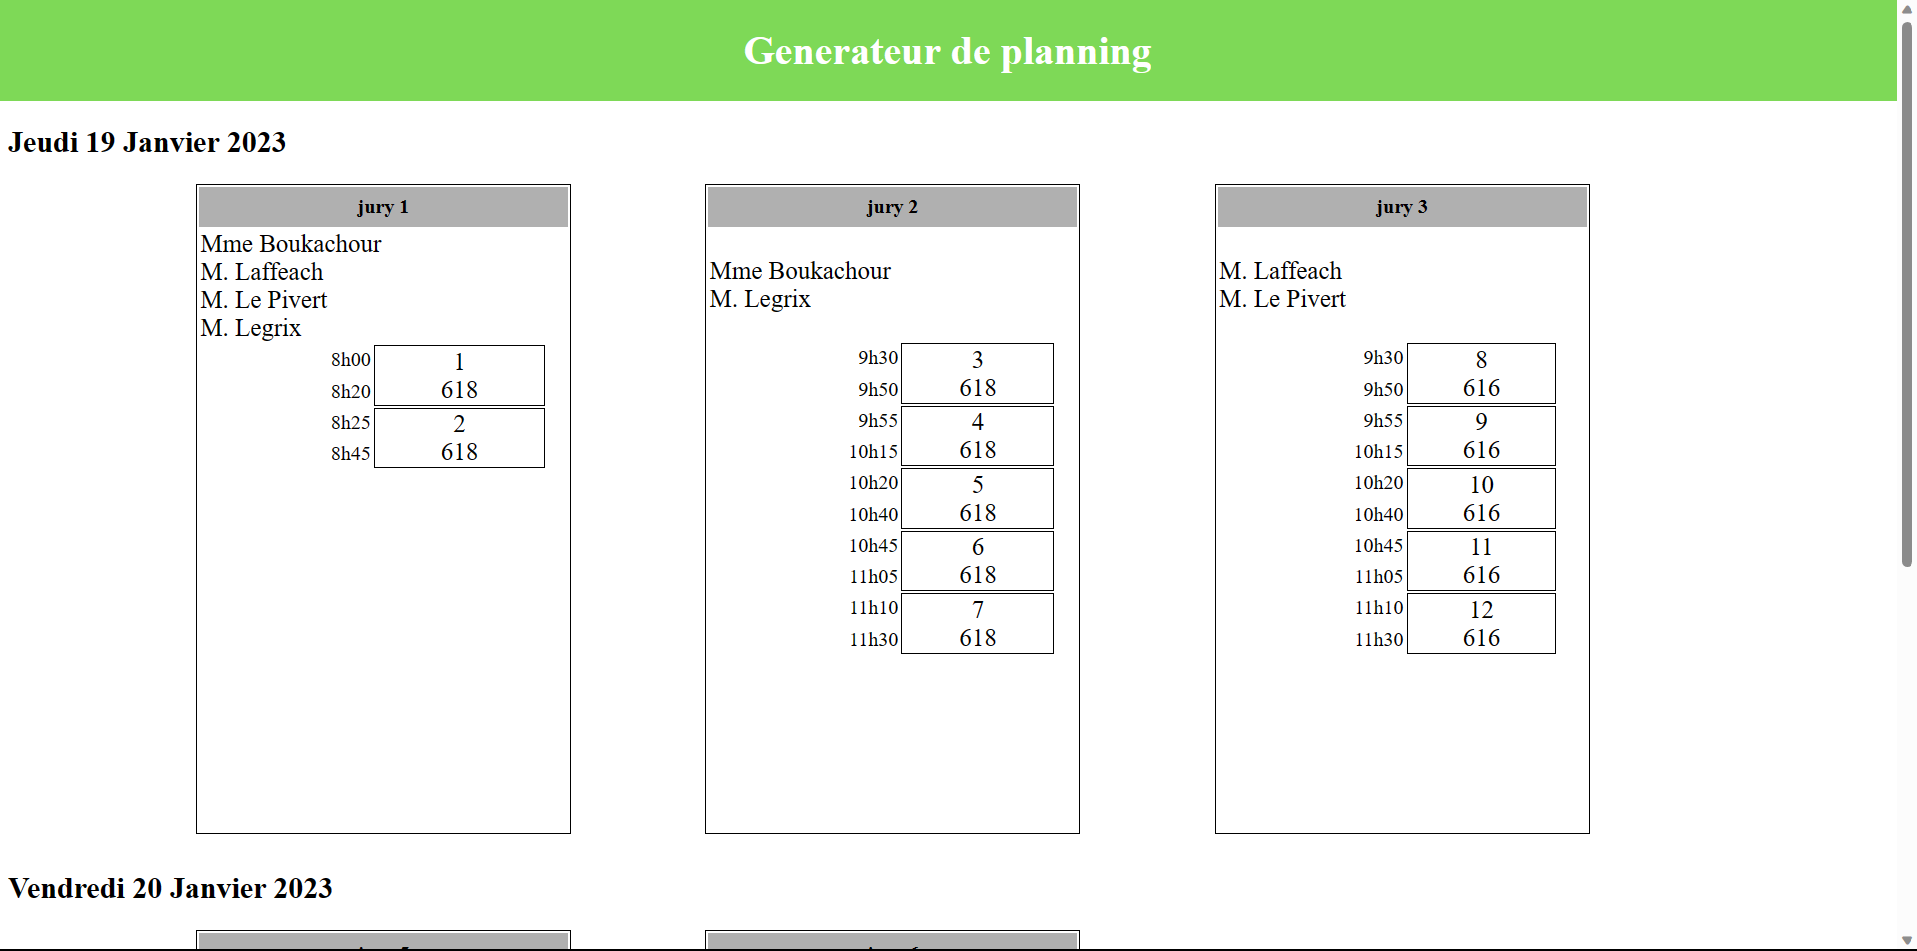 Generateur de planning
Jeudi 19 Janvier 2023
jury 1
Mme Boukachour
M. Laffeach
M. Le Pivert
M. Legrix
8h00
1
8h20
618
8h25
2
8h45
618
jury 2
Mme Boukachour
M. Legrix
9h30
3
9h50
618
9h55
4
10h15
618
10h20
5
10h40
618
10h45
6
11h05
618
11h10
7
11h30
618
jury 3
M. Laffeach
M. Le Pivert
9h30
8
9h50
616
9h55
9
10h15
616
10h20
10
10h40
616
10h45
11
11h05
616
11h10
12
11h30
616
Vendredi 20 Janvier 2023